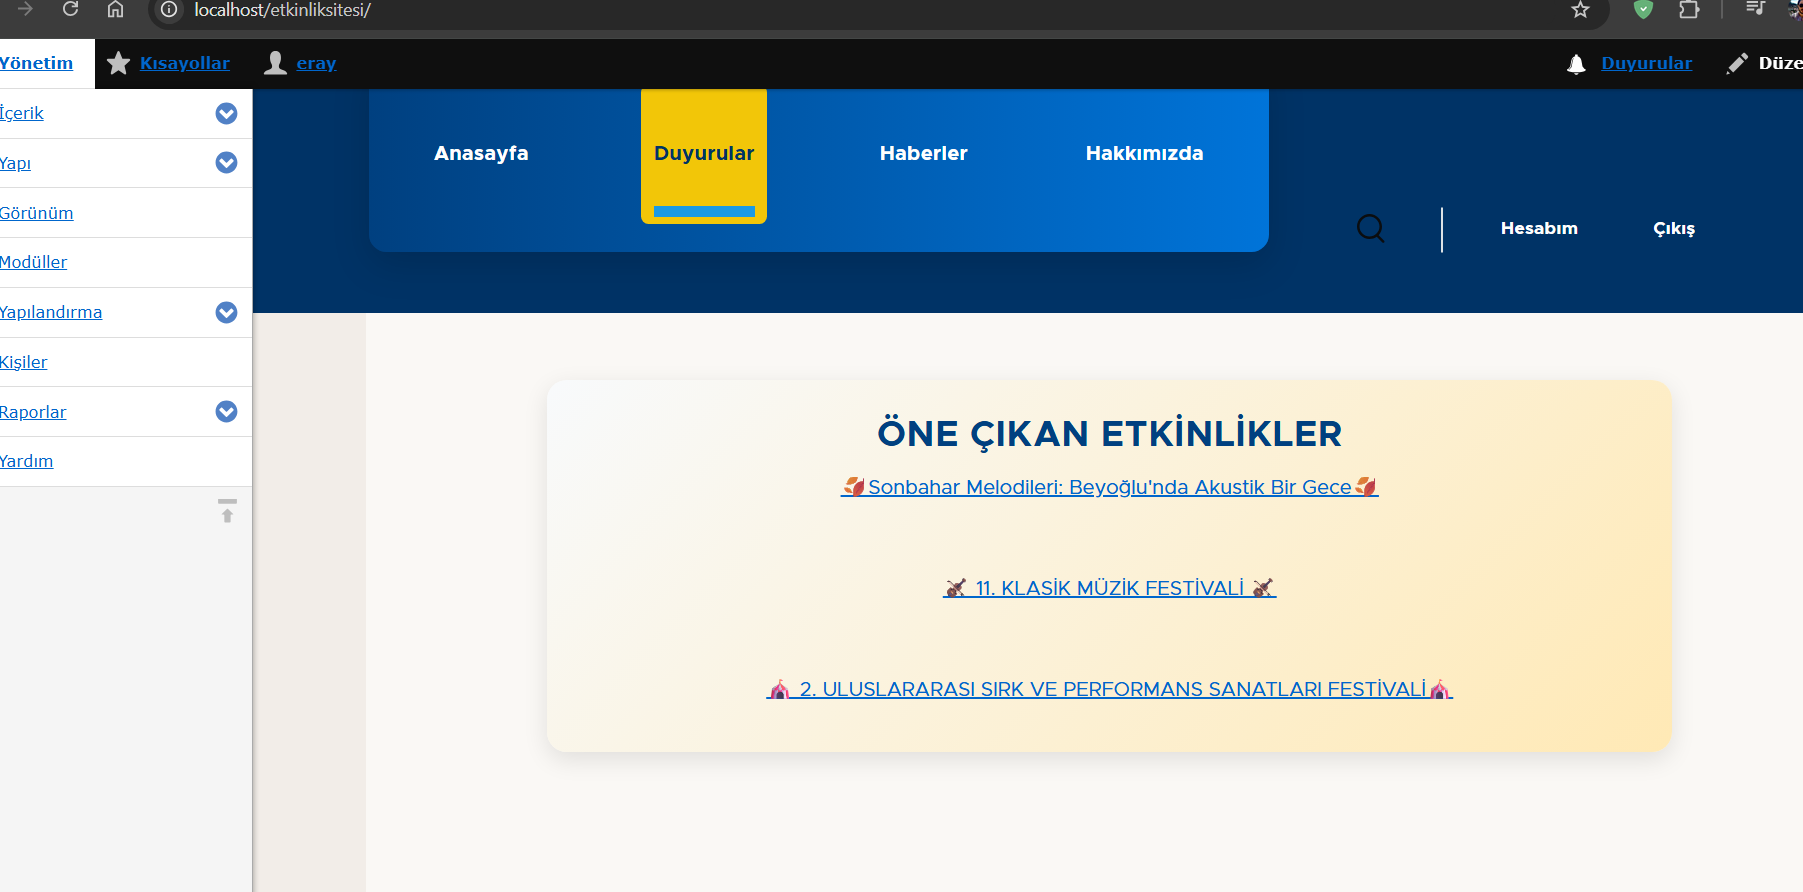 localhost/etkinliksitesi/
Yönetim Kısayollar eray Duyurular
İçerik
Yapı
Görünüm
Modüller
Yapılandırma
Kişiler
Raporlar
Yardım
Anasayfa Duyurular Haberler Hakkımızda
Hesabım Çıkış
ÖNE ÇIKAN ETKİNLİKLER
🍂Sonbahar Melodileri: Beyoğlu'nda Akustik Bir Gece🍂
🎻 11. KLASİK MÜZİK FESTİVALİ 🎻
🎪 2. ULUSLARARASI SIRK VE PERFORMANS SANATLARI FESTİVALİ🎪